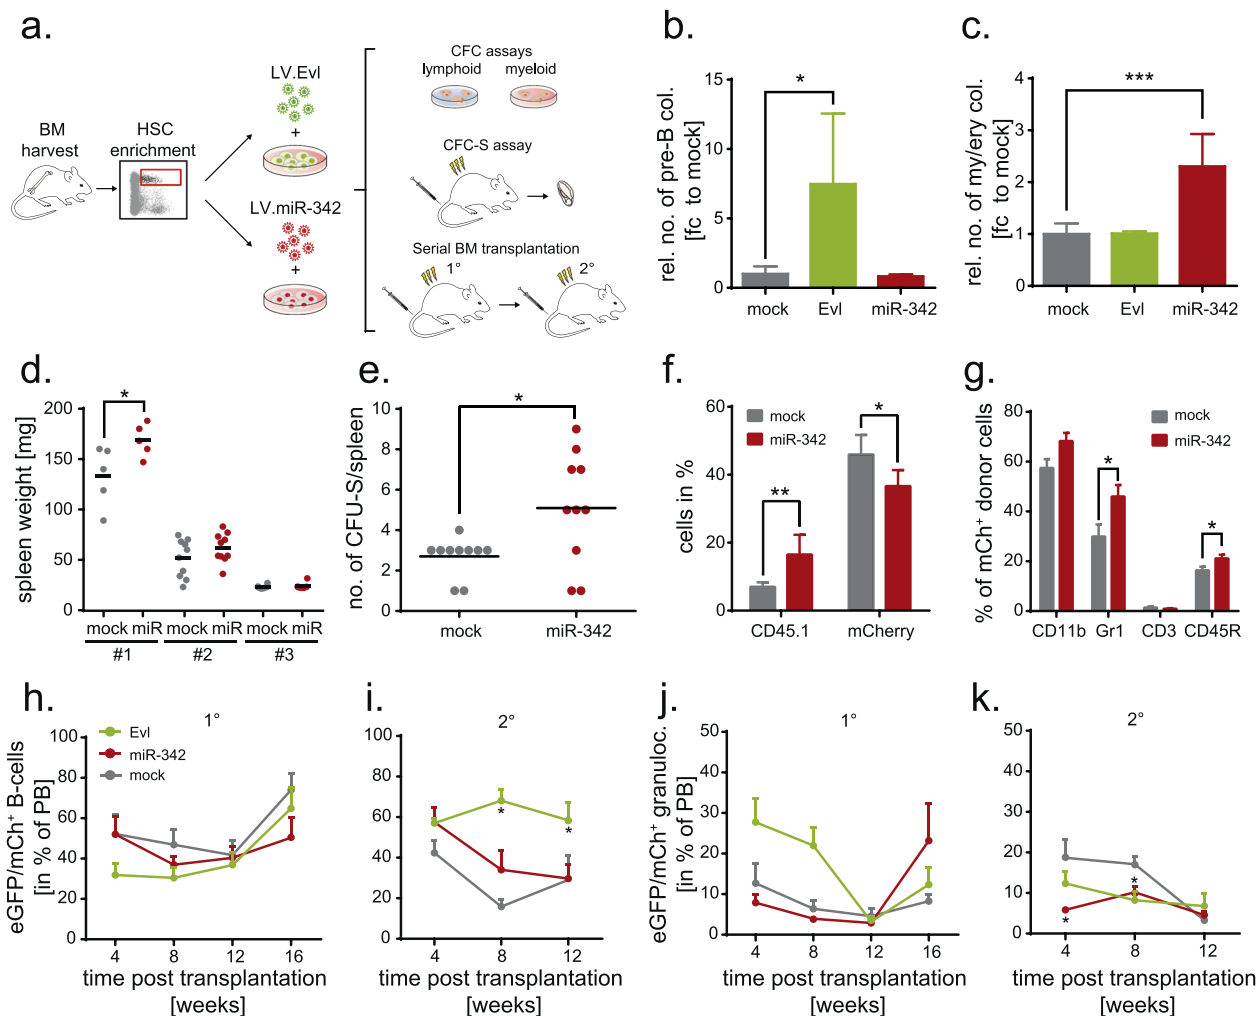 a.
BM
harvest
HSC
enrichment
LV.Evl
+
LV.miR-342
+
CFC assays
lymphoid
myeloid
CFC-S assay
Serial BM transplantation
1°
2°
b.
rel. no. of pre-B col.
[fc to mock]
15
10
5
0
*
mock
Evl
miR-342
c.
rel. no. of my/ery col.
[fc to mock]
4
3
2
1
0
***
mock
Evl
miR-342
d.
spleen weight [mg]
200
150
100
50
0
*
mock miR
mock miR
mock miR
#1
#2
#3
e.
no. of CFU-S/spleen
10
8
6
4
2
0
*
mock
miR-342
f.
cells in %
60
40
20
0
mock
miR-342
**
*
CD45.1
mCherry
g.
% of mCh⁺ donor cells
80
60
40
20
0
mock
miR-342
*
*
CD11b
Gr1
CD3
CD45R
h.
1°
eGFP/mCh⁺ B-cells
[in % of PB]
100
80
60
40
20
0
Evl
miR-342
mock
4
8
12
16
time post transplantation
[weeks]
i.
2°
100
80
60
40
20
0
*
*
4
8
12
time post transplantation
[weeks]
j.
1°
eGFP/mCh⁺ granuloc.
[in % of PB]
50
40
30
20
10
0
4
8
12
16
time post transplantation
[weeks]
k.
2°
50
40
30
20
10
0
*
*
4
8
12
time post transplantation
[weeks]